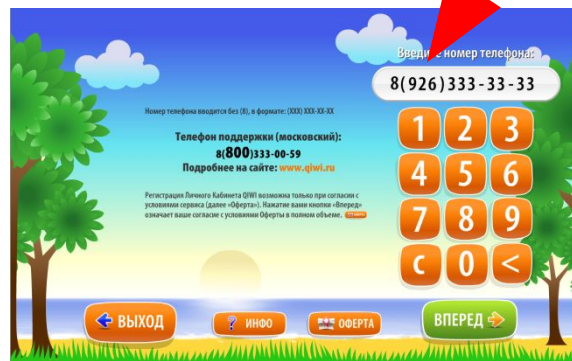 Введите номер телефона:
8(926)333-33-33
Номер телефона вводится без (8), в формате: (XXX) XXX-XX-XX
Телефон поддержки (московский):
8(800)333-00-59
Подробнее на сайте: www.qiwi.ru
Регистрация Личного Кабинета QIWI возможна только при согласии с
условиями сервиса (далее «Оферта»). Нажатие вами кнопки «Вперед»
означает ваше согласие с условиями Оферты в полном объеме.
1 2 3
4 5 6
7 8 9
С 0 <
ВЫХОД
? ИНФО
ОФЕРТА
ВПЕРЕД